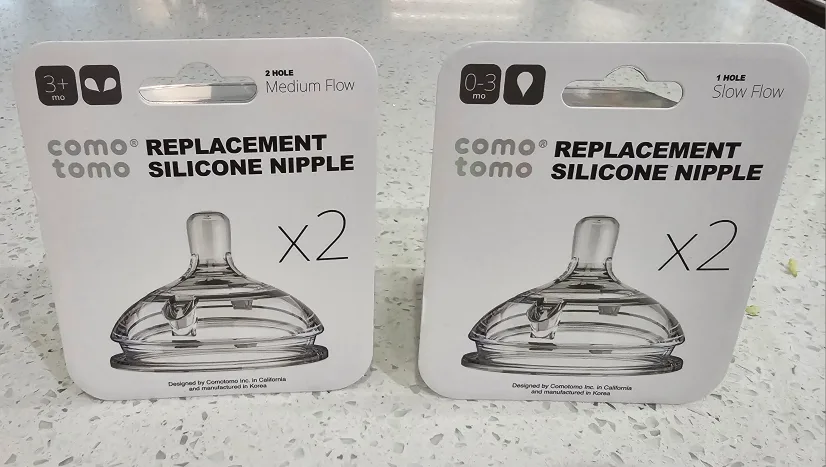 3+
mo
2 HOLE
Medium Flow
como® REPLACEMENT
tomo SILICONE NIPPLE
x2
Designed by Comotomo Inc. in California
and manufactured in Korea
0-3
mo
1 HOLE
Slow Flow
como® REPLACEMENT
tomo SILICONE NIPPLE
x2
Designed by Comotomo Inc. in California
and manufactured in Korea